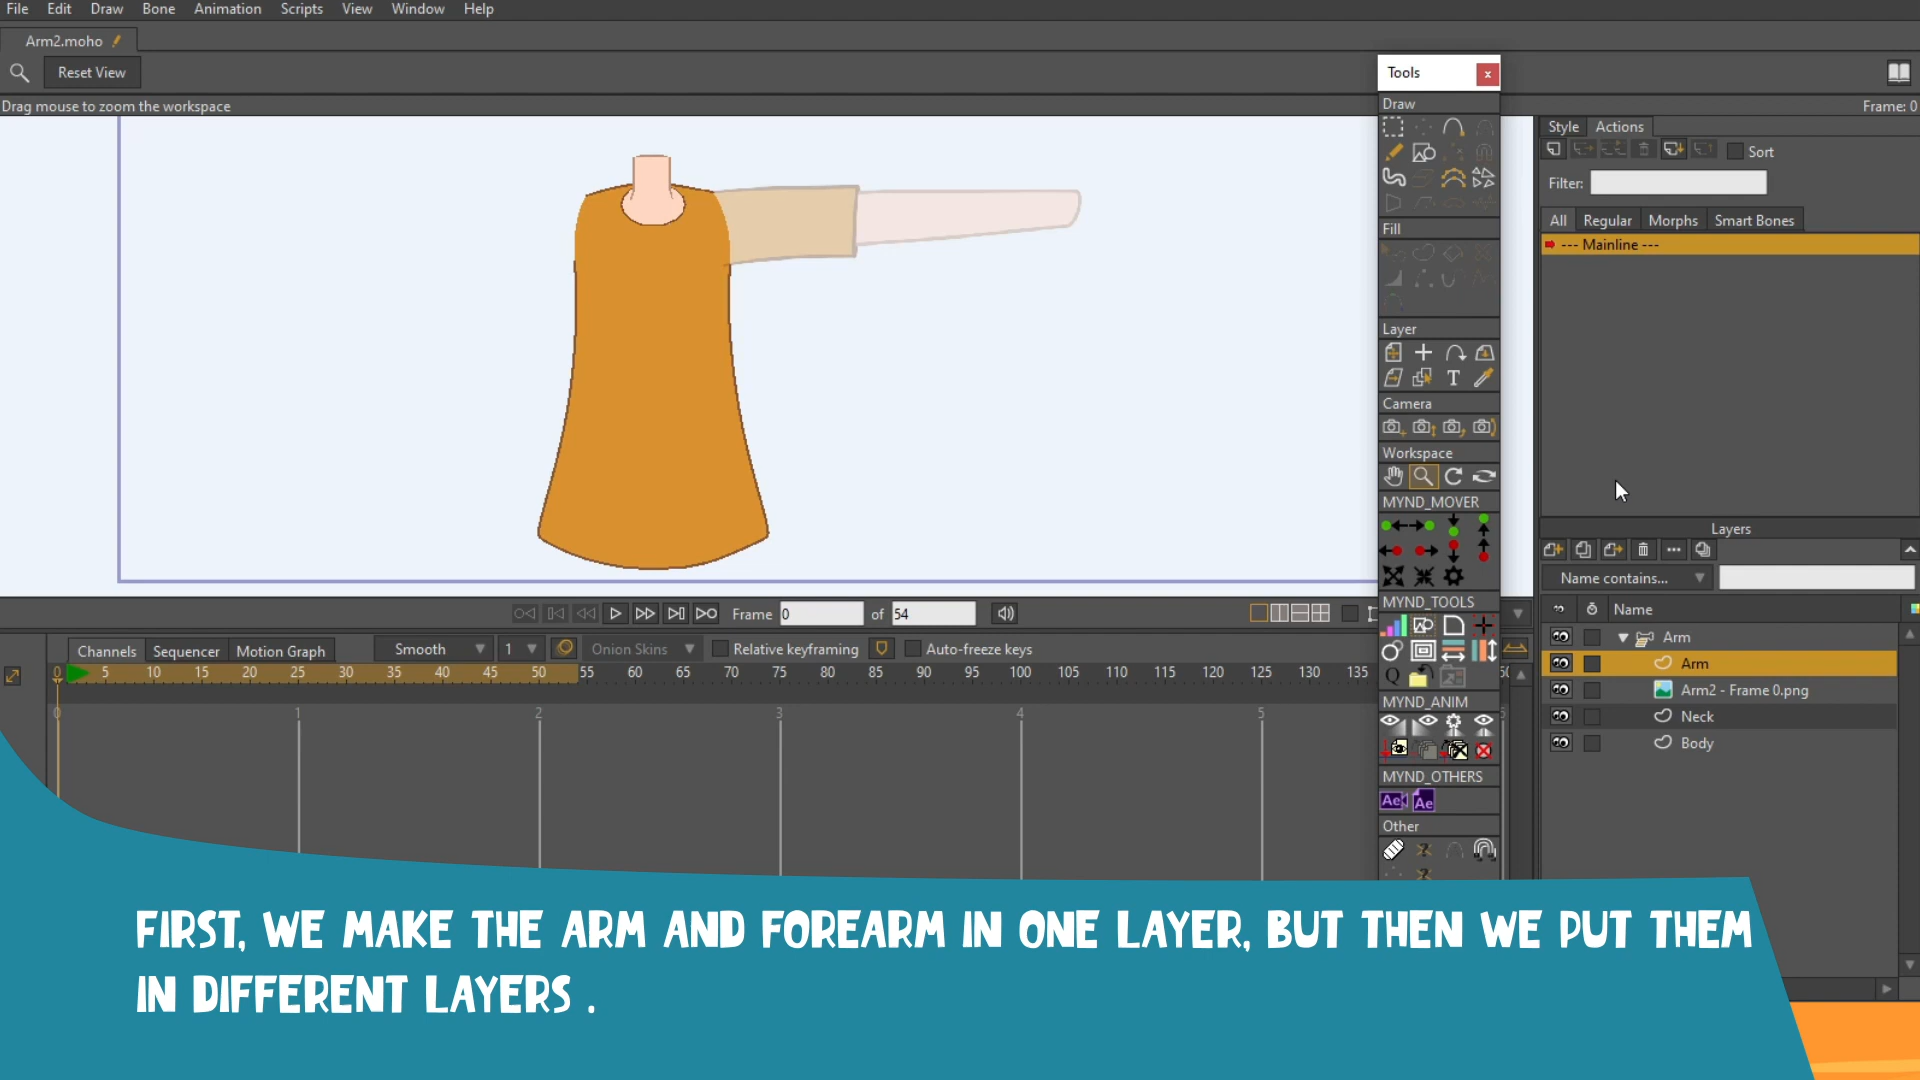 File Edit Draw Bone Animation Scripts View Window Help
Arm2.moho
Reset View
Drag mouse to zoom the workspace
Frame: 0
Tools
x
Draw
Fill
Layer
T
Camera
Workspace
MYND_MOVER
MYND_TOOLS
Q
MYND_ANIM
MYND_OTHERS
Ae Ae
Other
Style Actions
Sort
Filter:
All Regular Morphs Smart Bones
--- Mainline ---
Layers
Name contains...
Name
Arm
Arm
Arm2 - Frame 0.png
Neck
Body
Frame 0 of 54
Channels Sequencer Motion Graph Smooth 1 Onion Skins Relative keyframing Auto-freeze keys
0 5 10 15 20 25 30 35 40 45 50 55 60 65 70 75 80 85 90 95 100 105 110 115 120 125 130 135
0 1 2 3 4 5
FIRST, WE MAKE THE ARM AND FOREARM IN ONE LAYER, BUT THEN WE PUT THEM
IN DIFFERENT LAYERS .